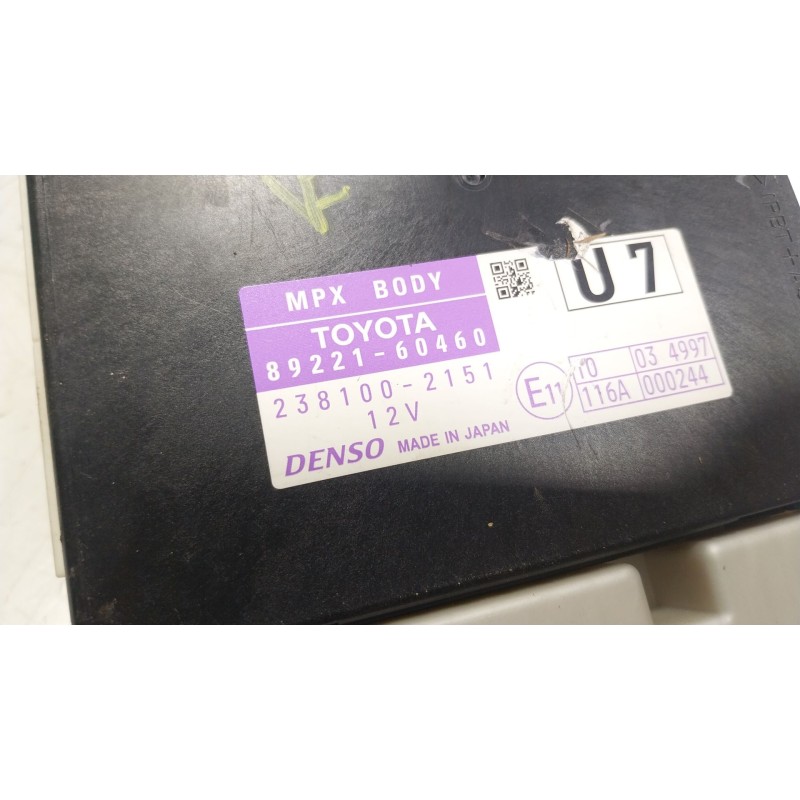 MPX BODY
U7
TOYOTA
89221-60460
238100-2151
12V
DENSO MADE IN JAPAN
E11
10 03 4997
116A 000244